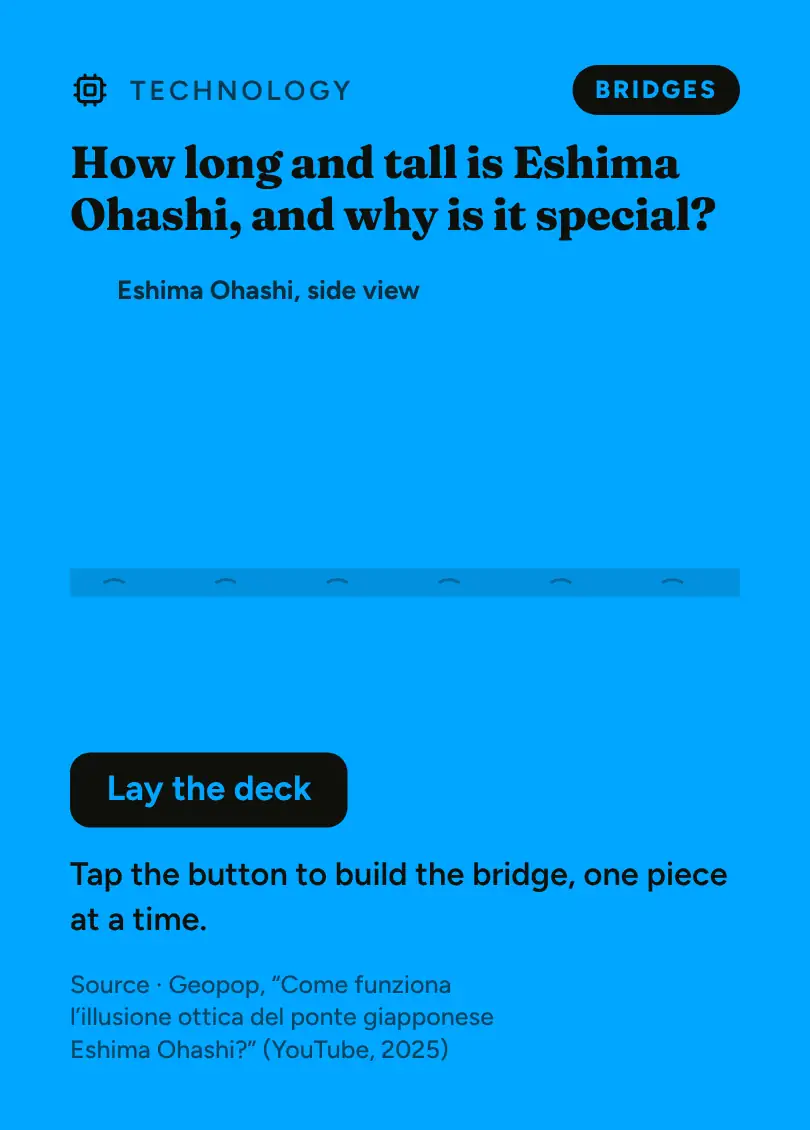 TECHNOLOGY
BRIDGES
How long and tall is Eshima
Ohashi, and why is it special?
Eshima Ohashi, side view
Lay the deck
Tap the button to build the bridge, one piece
at a time.
Source · Geopop, “Come funziona
l’illusione ottica del ponte giapponese
Eshima Ohashi?” (YouTube, 2025)